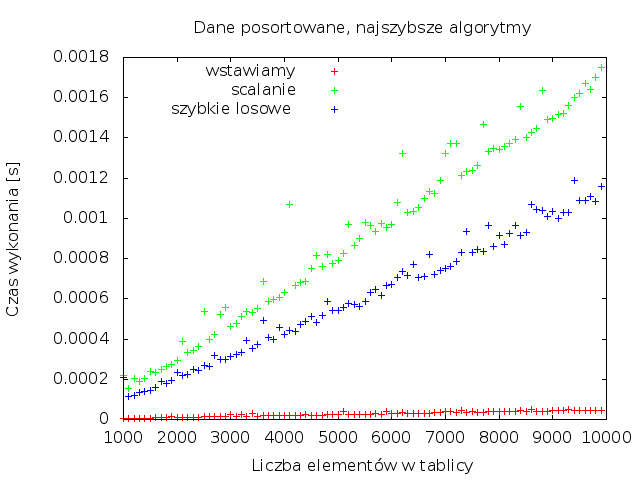 Dane posortowane, najszybsze algorytmy
wstawiamy
scalanie
szybkie losowe
Czas wykonania [s]
0.0018
0.0016
0.0014
0.0012
0.001
0.0008
0.0006
0.0004
0.0002
0
1000 2000 3000 4000 5000 6000 7000 8000 9000 10000
Liczba elementów w tablicy